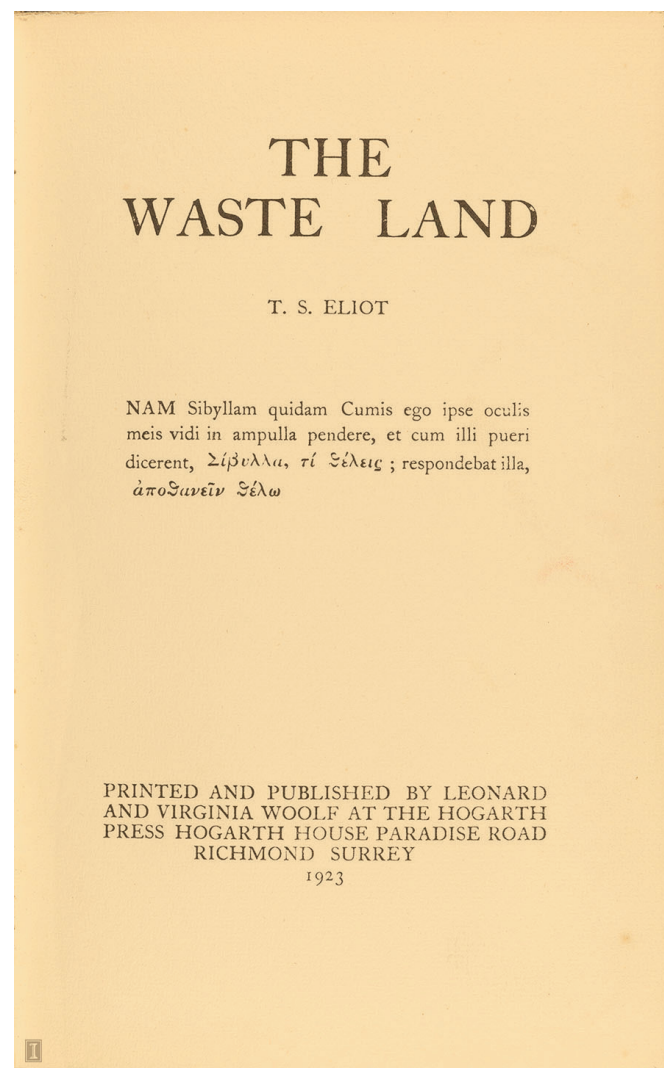 THE
WASTE LAND
T. S. ELIOT
NAM Sibyllam quidam Cumis ego ipse oculis
meis vidi in ampulla pendere, et cum illi pueri
dicerent, Σίβυλλα, τί ϑέλεις ; respondebat illa,
ἀποϑανεῖν ϑέλω
PRINTED AND PUBLISHED BY LEONARD
AND VIRGINIA WOOLF AT THE HOGARTH
PRESS HOGARTH HOUSE PARADISE ROAD
RICHMOND SURREY
1923
I